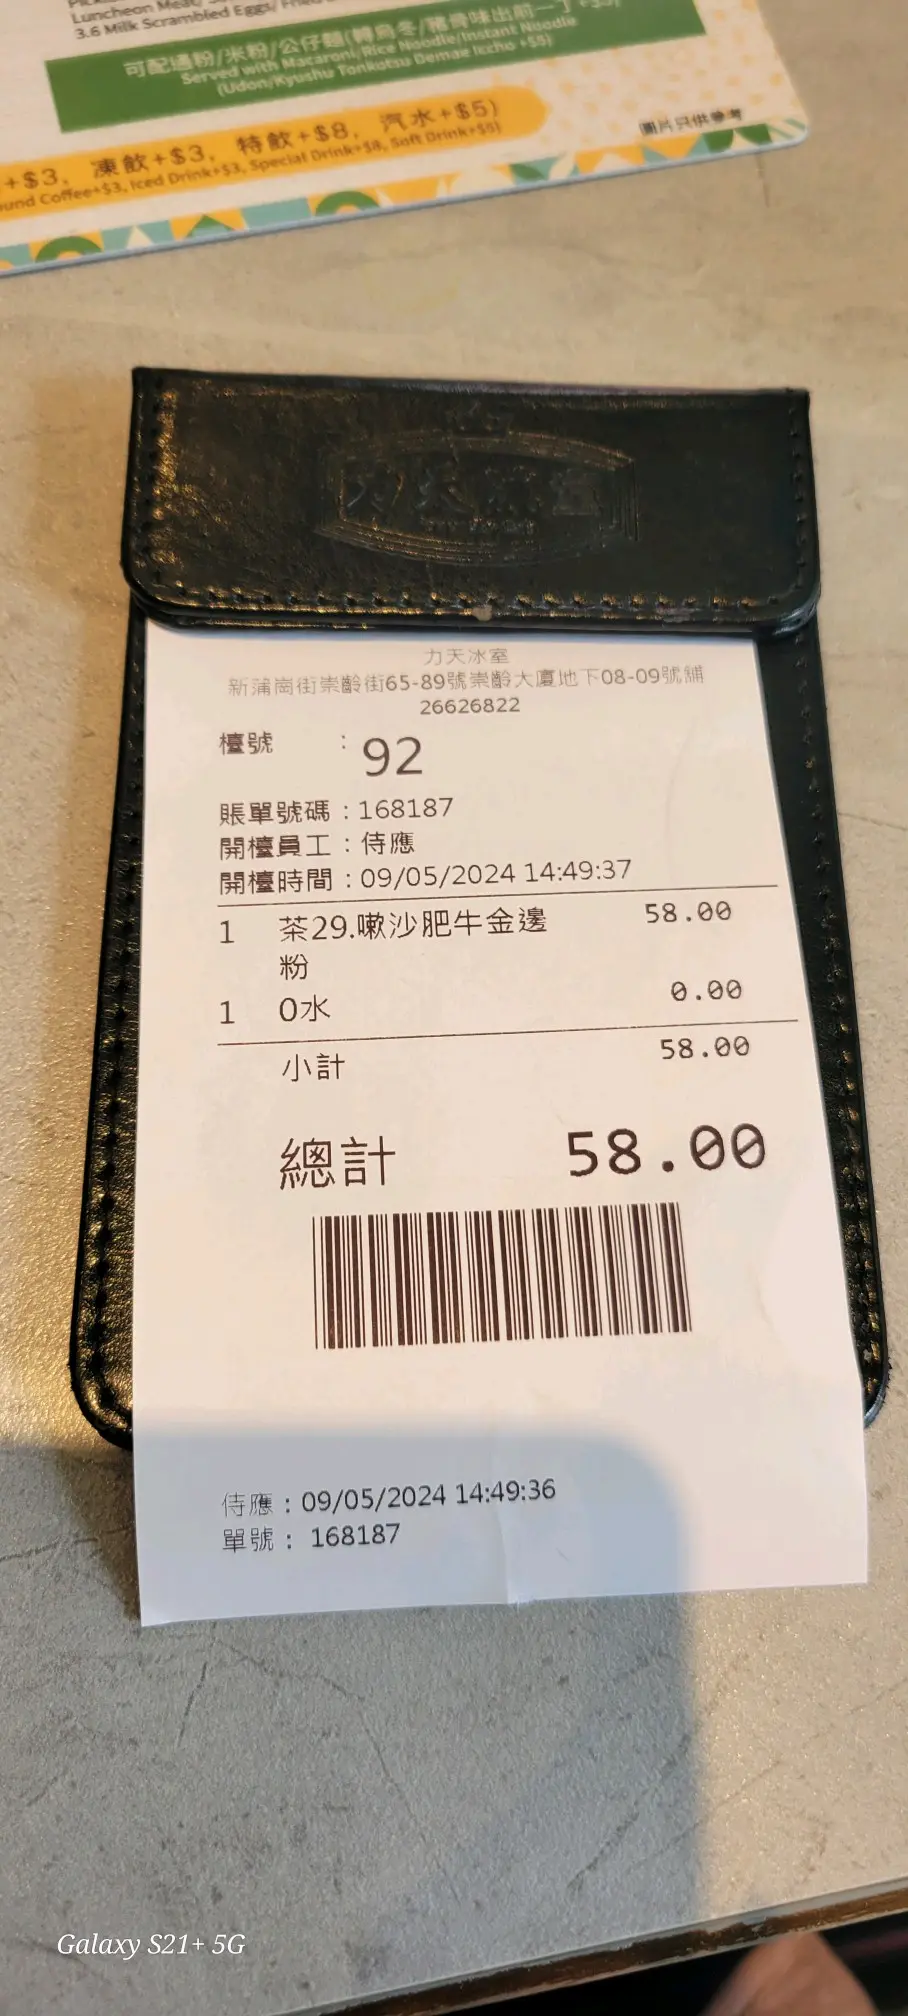 Luncheon Meat/
3.6 Milk Scrambled Eggs/ Fried
可配通粉/米粉/公仔麵(轉烏冬/豬骨味出前一丁+$5)
Served with Macaroni/Rice Noodle/Instant Noodle
(Udon/Kyushu Tonkotsu Demae Iccho +$5)
+$3, 凍飲+$3, 特飲+$8, 汽水+$5)
Coffee+$3, Iced Drink+$3, Special Drink+$8, Soft Drink+$5)
圖片只供參考
力天冰室
力天冰室
新蒲崗街崇齡街65-89號崇齡大廈地下08-09號舖
26626822
檯號 : 92
賬單號碼 : 168187
開檯員工 : 侍應
開檯時間 : 09/05/2024 14:49:37
1 茶29.嗽沙肥牛金邊 58.00
粉
1 0水 0.00
小計 58.00
總計 58.00
侍應 : 09/05/2024 14:49:36
單號 : 168187
Galaxy S21+ 5G